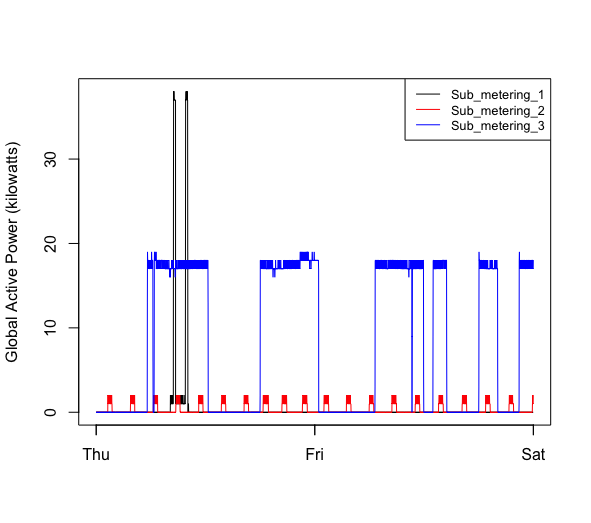 Sub_metering_1
Sub_metering_2
Sub_metering_3
Global Active Power (kilowatts)
30
20
10
0
Thu Fri Sat